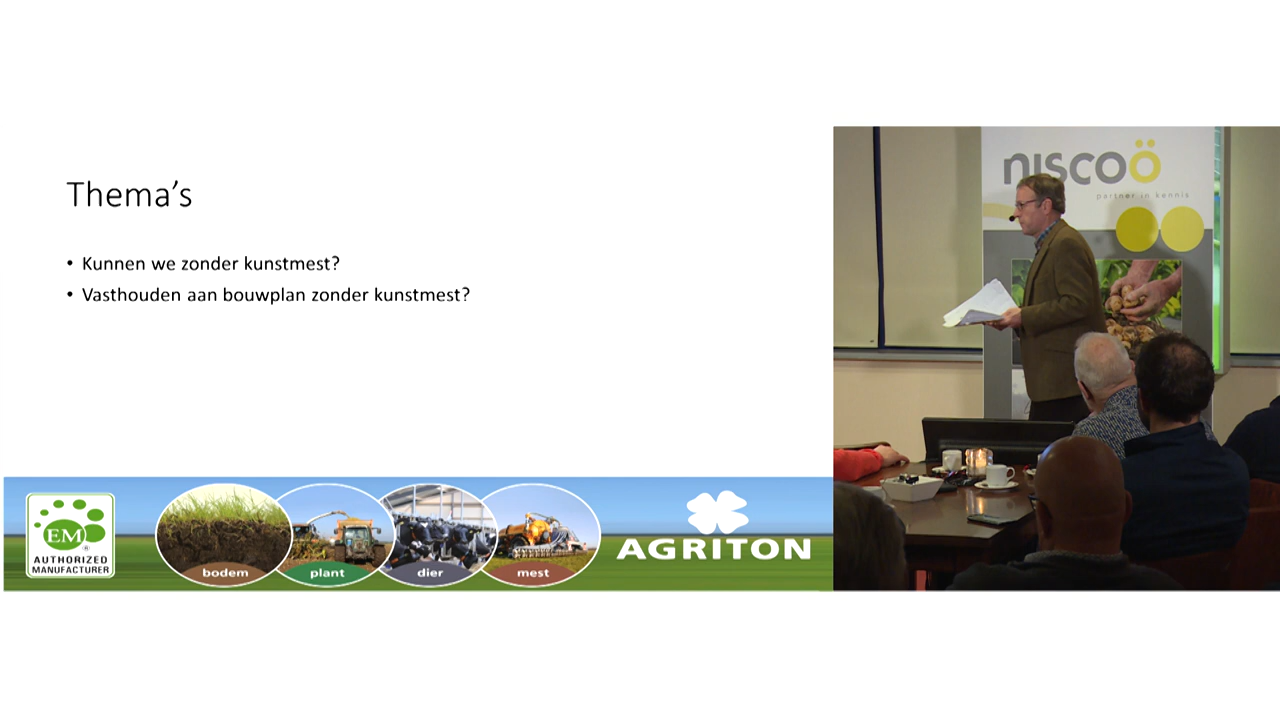 Thema’s
• Kunnen we zonder kunstmest?
• Vasthouden aan bouwplan zonder kunstmest?
EM®
AUTHORIZED
MANUFACTURER
bodem
plant
dier
mest
AGRITON
niscoö
partner in kennis